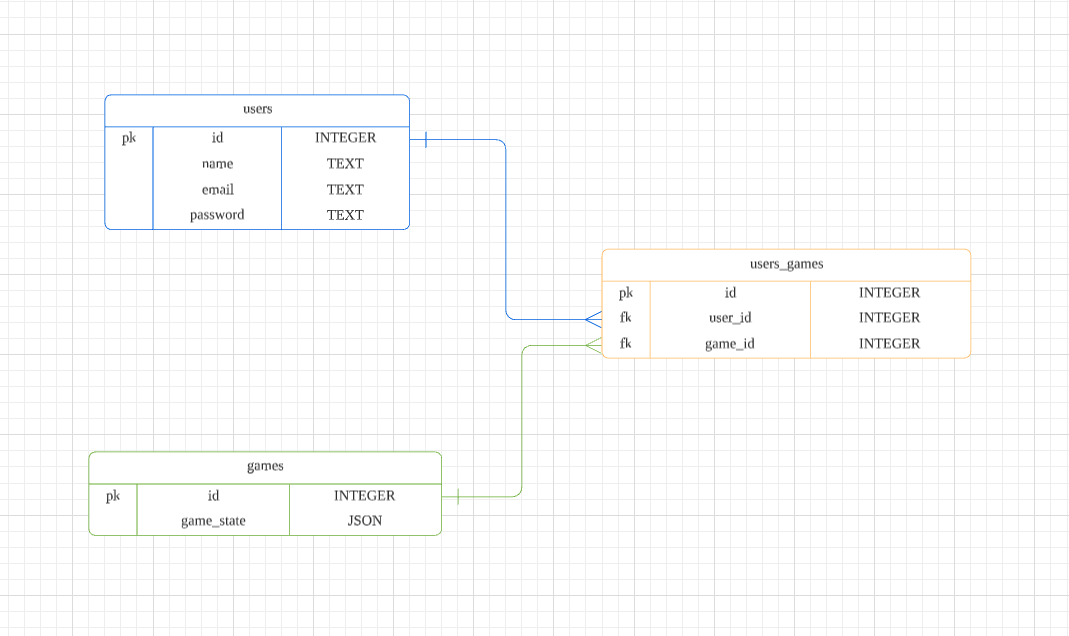 users
pk id INTEGER
name TEXT
email TEXT
password TEXT
users_games
pk id INTEGER
fk user_id INTEGER
fk game_id INTEGER
games
pk id INTEGER
game_state JSON